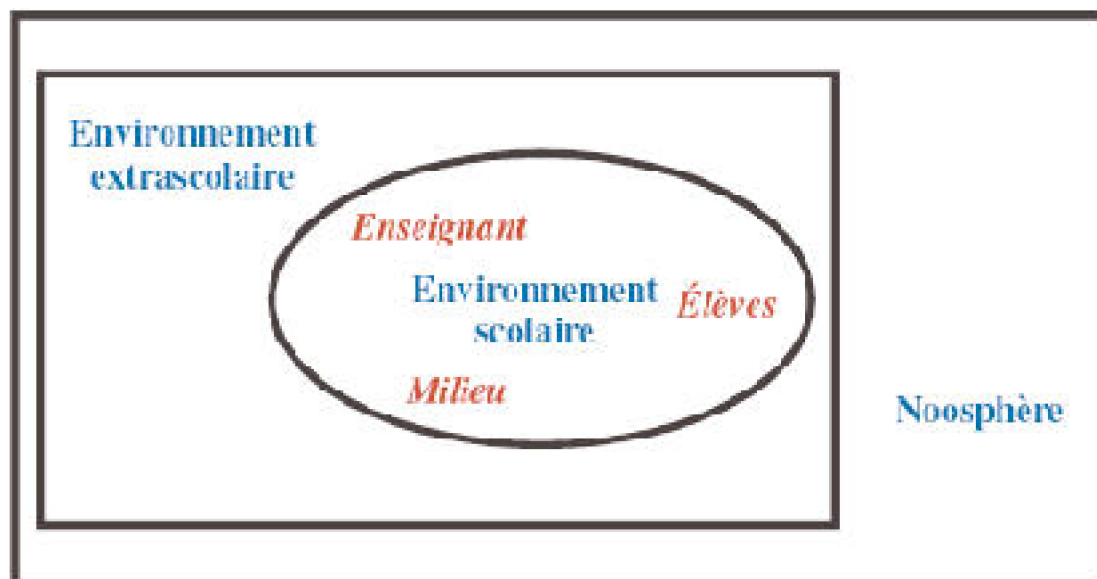 Environnement
extrascolaire
Enseignant
Environnement
scolaire
Élèves
Milieu
Noosphère